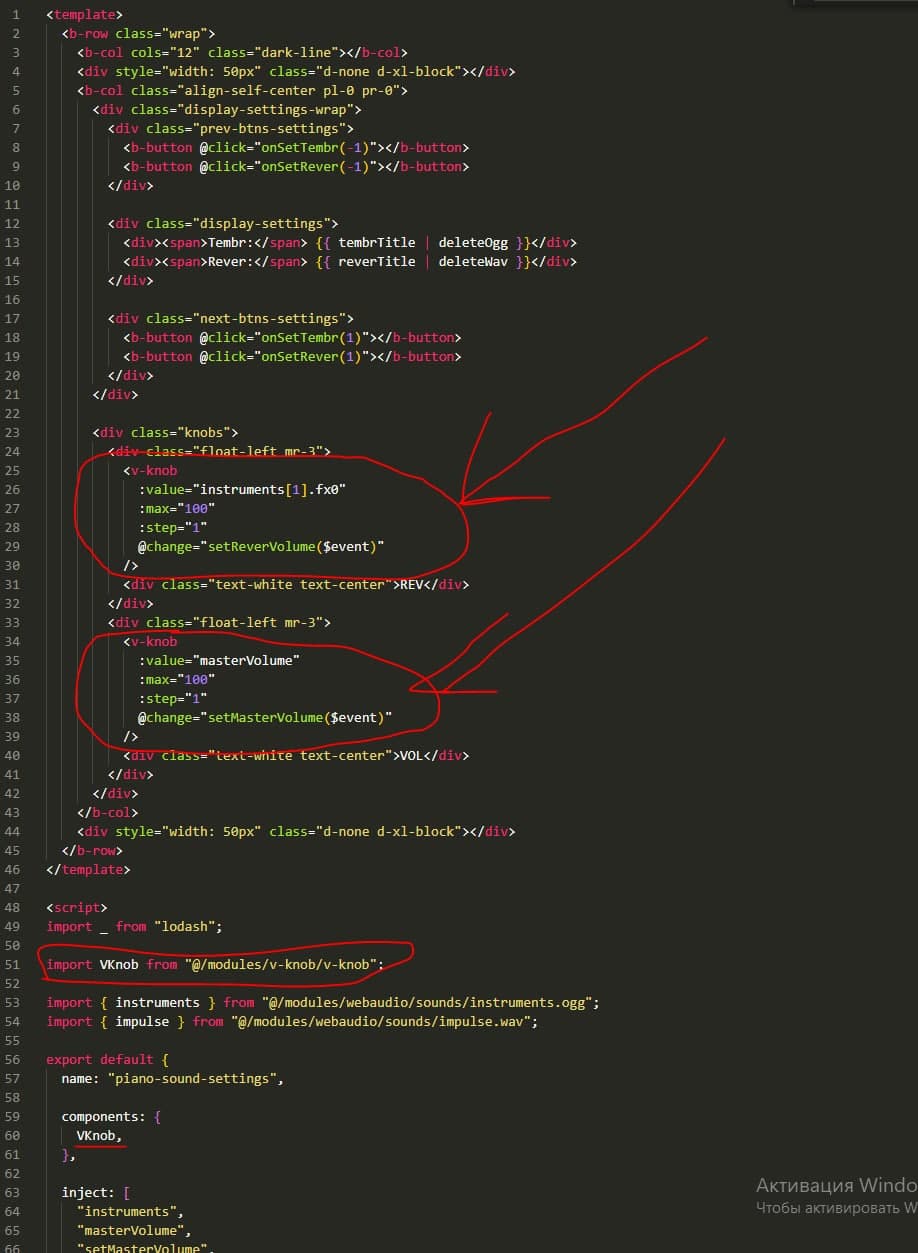 1 <template>
2 <b-row class="wrap">
3 <b-col cols="12" class="dark-line"></b-col>
4 <div style="width: 50px" class="d-none d-xl-block"></div>
5 <b-col class="align-self-center pl-0 pr-0">
6 <div class="display-settings-wrap">
7 <div class="prev-btns-settings">
8 <b-button @click="onSetTembr(-1)"></b-button>
9 <b-button @click="onSetRever(-1)"></b-button>
10 </div>
11
12 <div class="display-settings">
13 <div><span>Tembr:</span> {{ tembrTitle | deleteOgg }}</div>
14 <div><span>Rever:</span> {{ reverTitle | deleteWav }}</div>
15 </div>
16
17 <div class="next-btns-settings">
18 <b-button @click="onSetTembr(1)"></b-button>
19 <b-button @click="onSetRever(1)"></b-button>
20 </div>
21 </div>
22
23 <div class="knobs">
24 <div class="float-left mr-3">
25 <v-knob
26 :value="instruments[1].fx0"
27 :max="100"
28 :step="1"
29 @change="setReverVolume($event)"
30 />
31 <div class="text-white text-center">REV</div>
32 </div>
33 <div class="float-left mr-3">
34 <v-knob
35 :value="masterVolume"
36 :max="100"
37 :step="1"
38 @change="setMasterVolume($event)"
39 />
40 <div class="text-white text-center">VOL</div>
41 </div>
42 </div>
43 </b-col>
44 <div style="width: 50px" class="d-none d-xl-block"></div>
45 </b-row>
46 </template>
47
48 <script>
49 import _ from "lodash";
50
51 import VKnob from "@/modules/v-knob/v-knob";
52
53 import { instruments } from "@/modules/webaudio/sounds/instruments.ogg";
54 import { impulse } from "@/modules/webaudio/sounds/impulse.wav";
55
56 export default {
57 name: "piano-sound-settings",
58
59 components: {
60 VKnob,
61 },
62
63 inject: [
64 "instruments",
65 "masterVolume",
66 "setMasterVolume",
Активация Windo
Чтобы активировать W